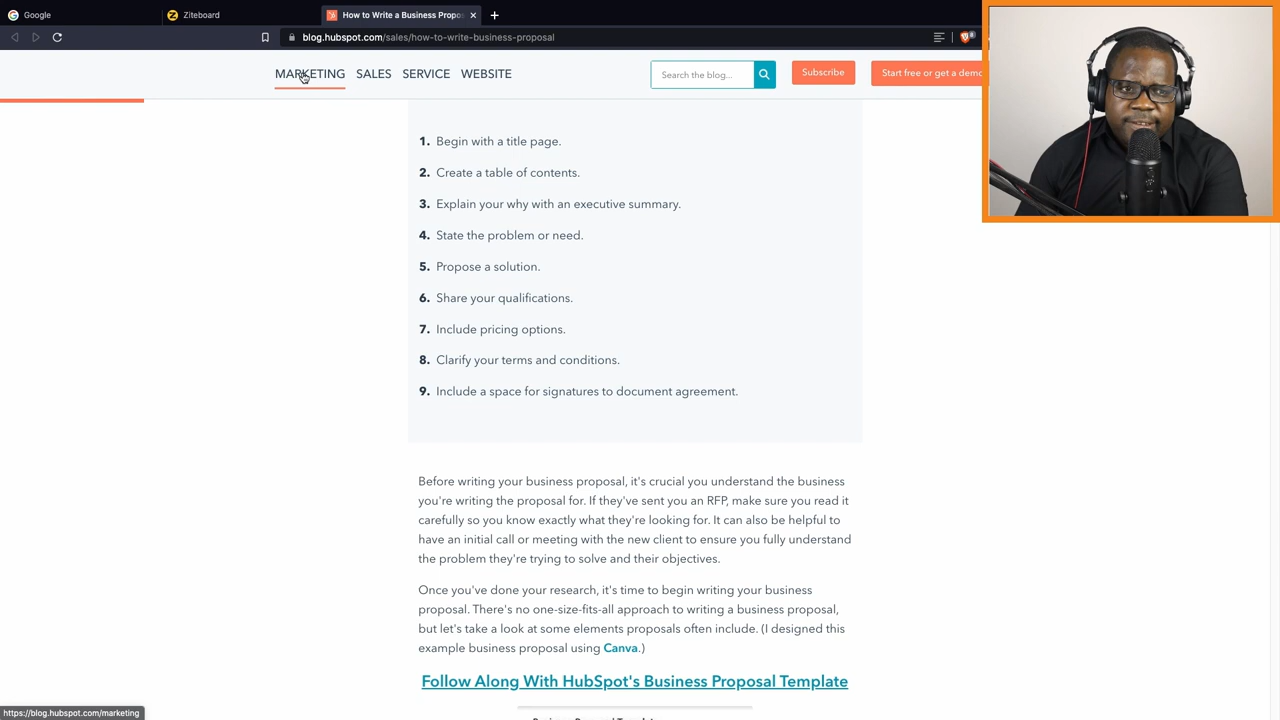 Google
Ziteboard
How to Write a Business Propo
blog.hubspot.com/sales/how-to-write-business-proposal
8
MARKETING SALES SERVICE WEBSITE
Search the blog...
Subscribe
Start free or get a demo
1. Begin with a title page.
2. Create a table of contents.
3. Explain your why with an executive summary.
4. State the problem or need.
5. Propose a solution.
6. Share your qualifications.
7. Include pricing options.
8. Clarify your terms and conditions.
9. Include a space for signatures to document agreement.
Before writing your business proposal, it's crucial you understand the business
you're writing the proposal for. If they've sent you an RFP, make sure you read it
carefully so you know exactly what they're looking for. It can also be helpful to
have an initial call or meeting with the new client to ensure you fully understand
the problem they're trying to solve and their objectives.
Once you've done your research, it's time to begin writing your business
proposal. There's no one-size-fits-all approach to writing a business proposal,
but let's take a look at some elements proposals often include. (I designed this
example business proposal using Canva.)
Follow Along With HubSpot's Business Proposal Template
https://blog.hubspot.com/marketing